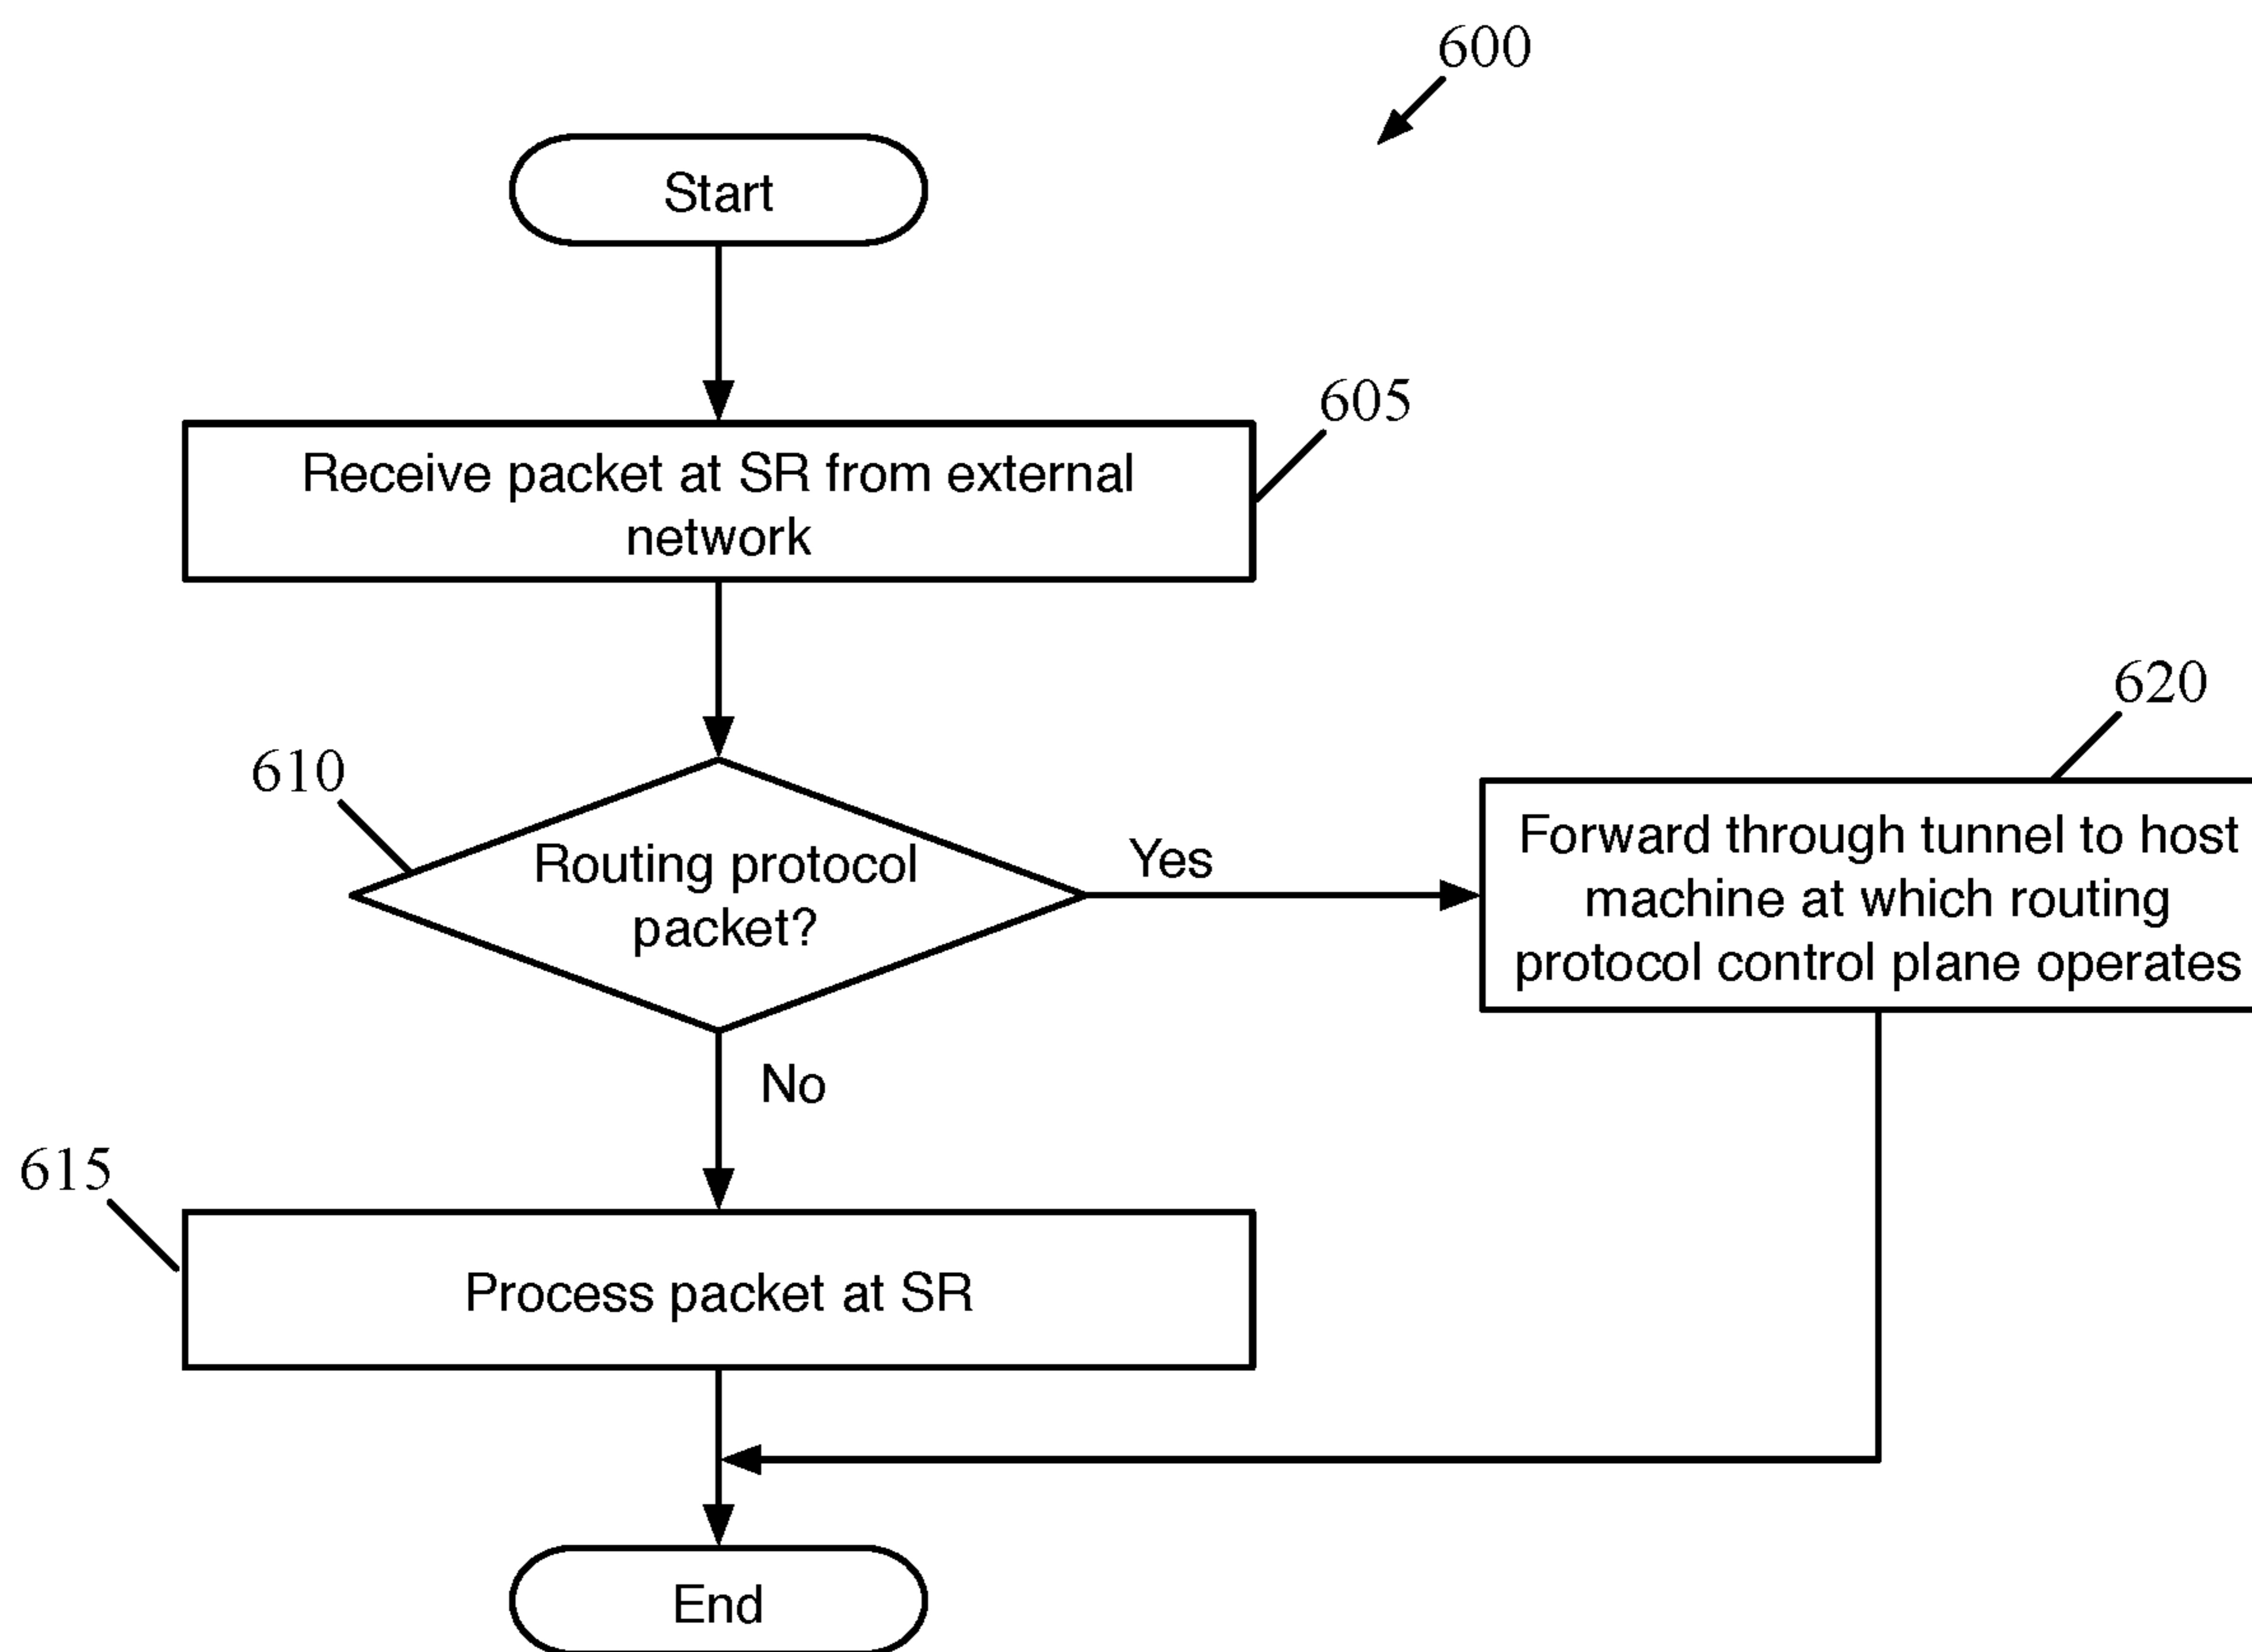 600
Start
605
Receive packet at SR from external
network
610
Routing protocol
packet?
Yes
620
Forward through tunnel to host
machine at which routing
protocol control plane operates
No
615
Process packet at SR
End